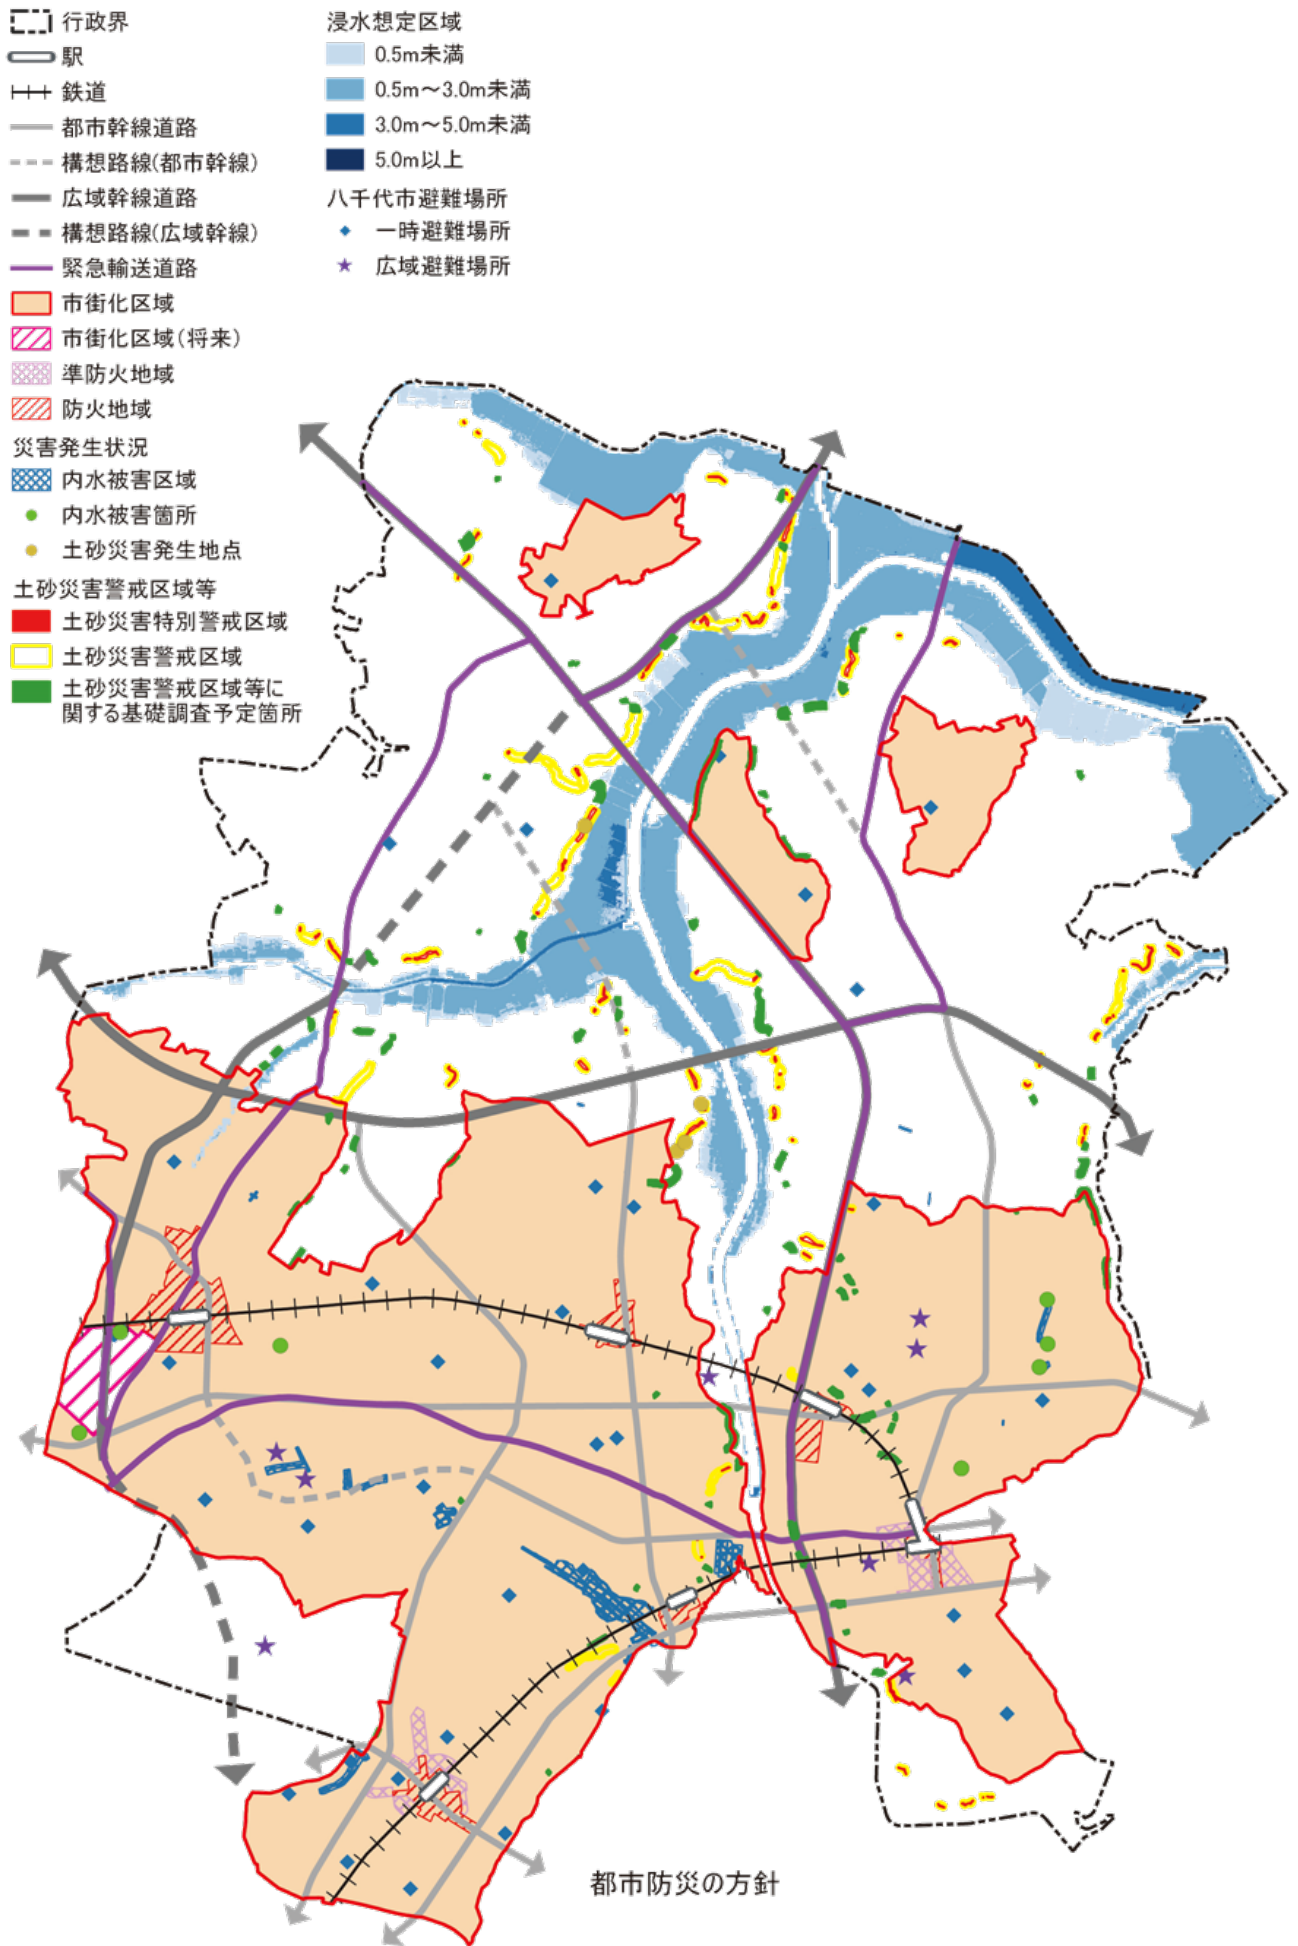 行政界
駅
鉄道
都市幹線道路
構想路線(都市幹線)
広域幹線道路
構想路線(広域幹線)
緊急輸送道路
市街化区域
市街化区域(将来)
準防火地域
防火地域
災害発生状況
内水被害区域
内水被害箇所
土砂災害発生地点
土砂災害警戒区域等
土砂災害特別警戒区域
土砂災害警戒区域
土砂災害警戒区域等に
関する基礎調査予定箇所
浸水想定区域
0.5m未満
0.5m～3.0m未満
3.0m～5.0m未満
5.0m以上
八千代市避難場所
一時避難場所
広域避難場所
都市防災の方針